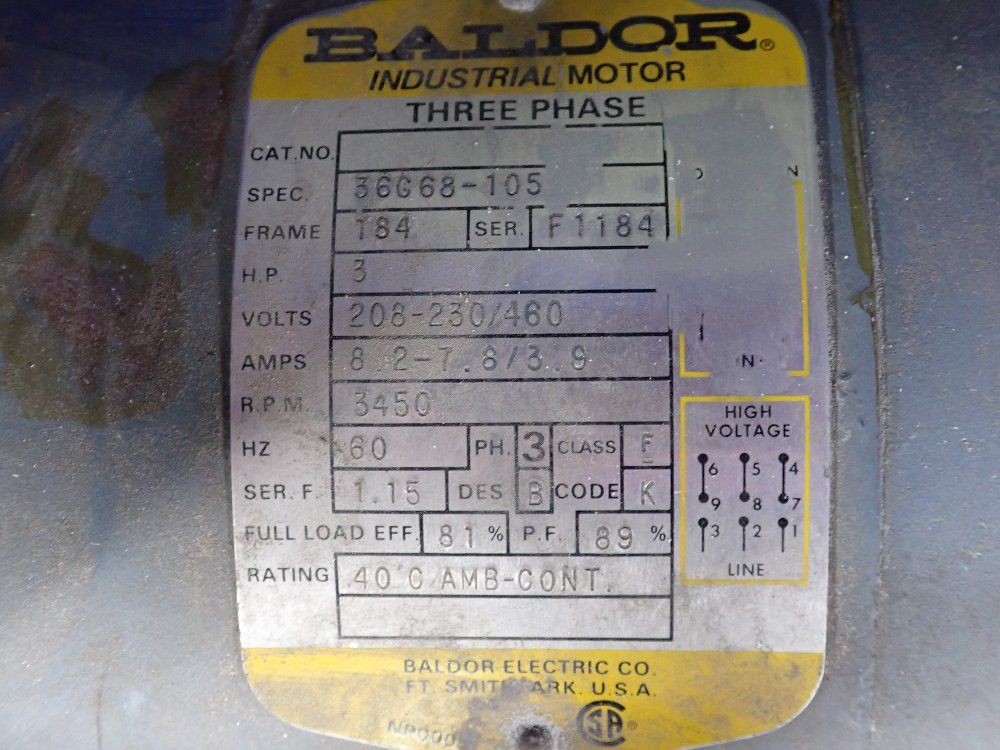 BALDOR®
INDUSTRIAL MOTOR
THREE PHASE
CAT.NO.
SPEC. 36G68-105
FRAME 184 SER. F1184
H.P. 3
VOLTS 208-230/460
AMPS 8.2-7.8/3.9
R.P.M. 3450
HZ 60 PH. 3 CLASS F
SER. F. 1.15 DES B CODE K
FULL LOAD EFF. 81 % P.F. 89 %
RATING 40°C AMB-CONT.
N
N
HIGH
VOLTAGE
6 5 4
9 8 7
3 2 1
LINE
BALDOR ELECTRIC CO.
FT. SMITH ARK. U.S.A.
SA ®